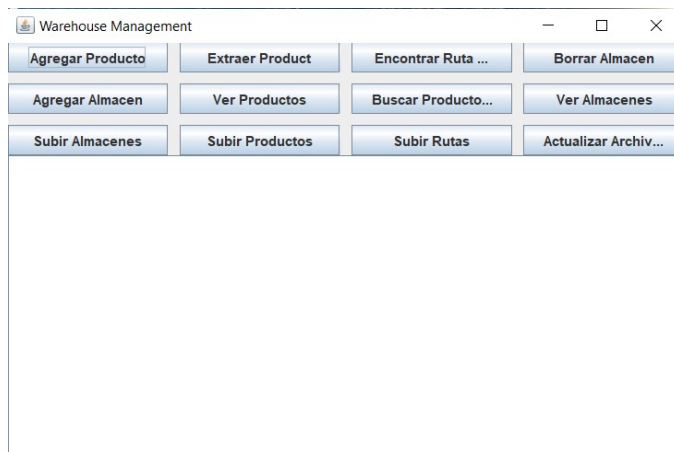 Warehouse Management
Agregar Producto Extraer Product Encontrar Ruta ... Borrar Almacen
Agregar Almacen Ver Productos Buscar Producto... Ver Almacenes
Subir Almacenes Subir Productos Subir Rutas Actualizar Archiv...